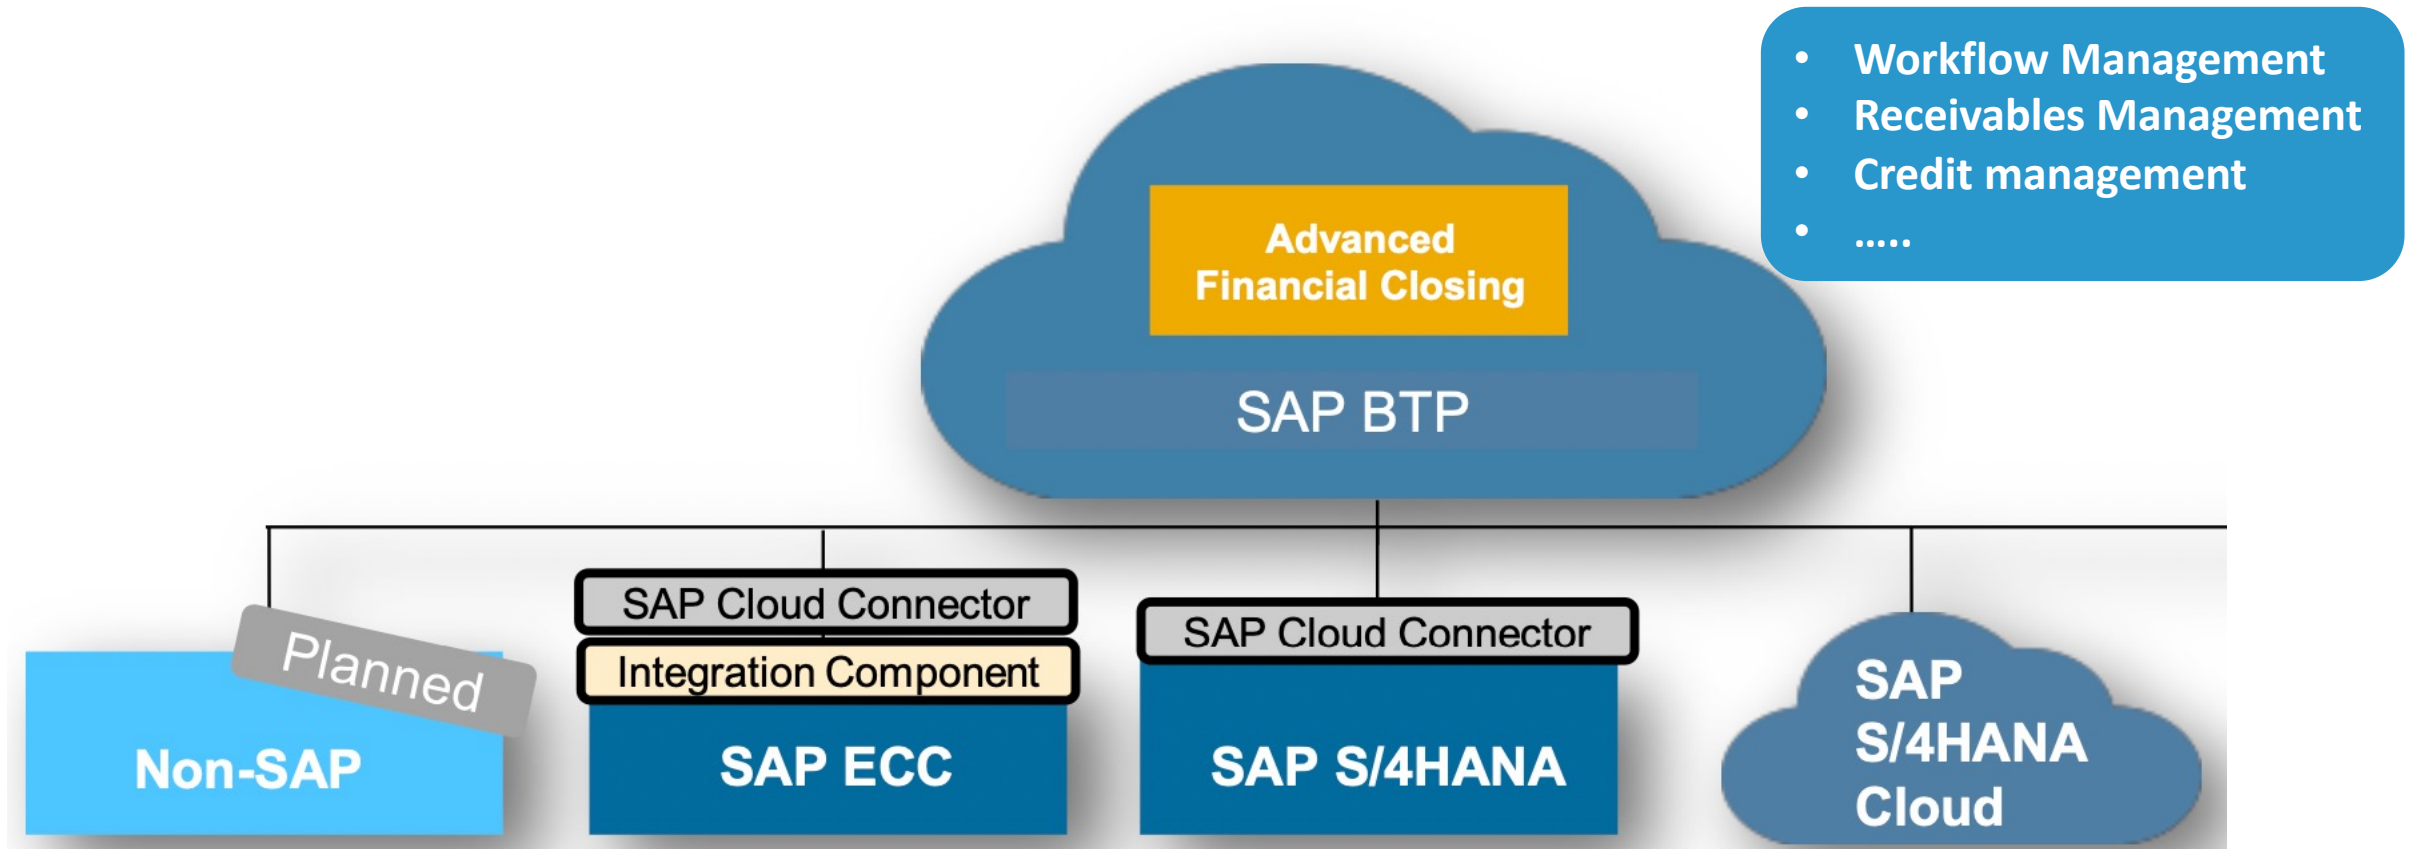 • Workflow Management
• Receivables Management
• Credit management
• .....
Advanced
Financial Closing
SAP BTP
Planned
Non-SAP
SAP Cloud Connector
Integration Component
SAP ECC
SAP Cloud Connector
SAP S/4HANA
SAP
S/4HANA
Cloud